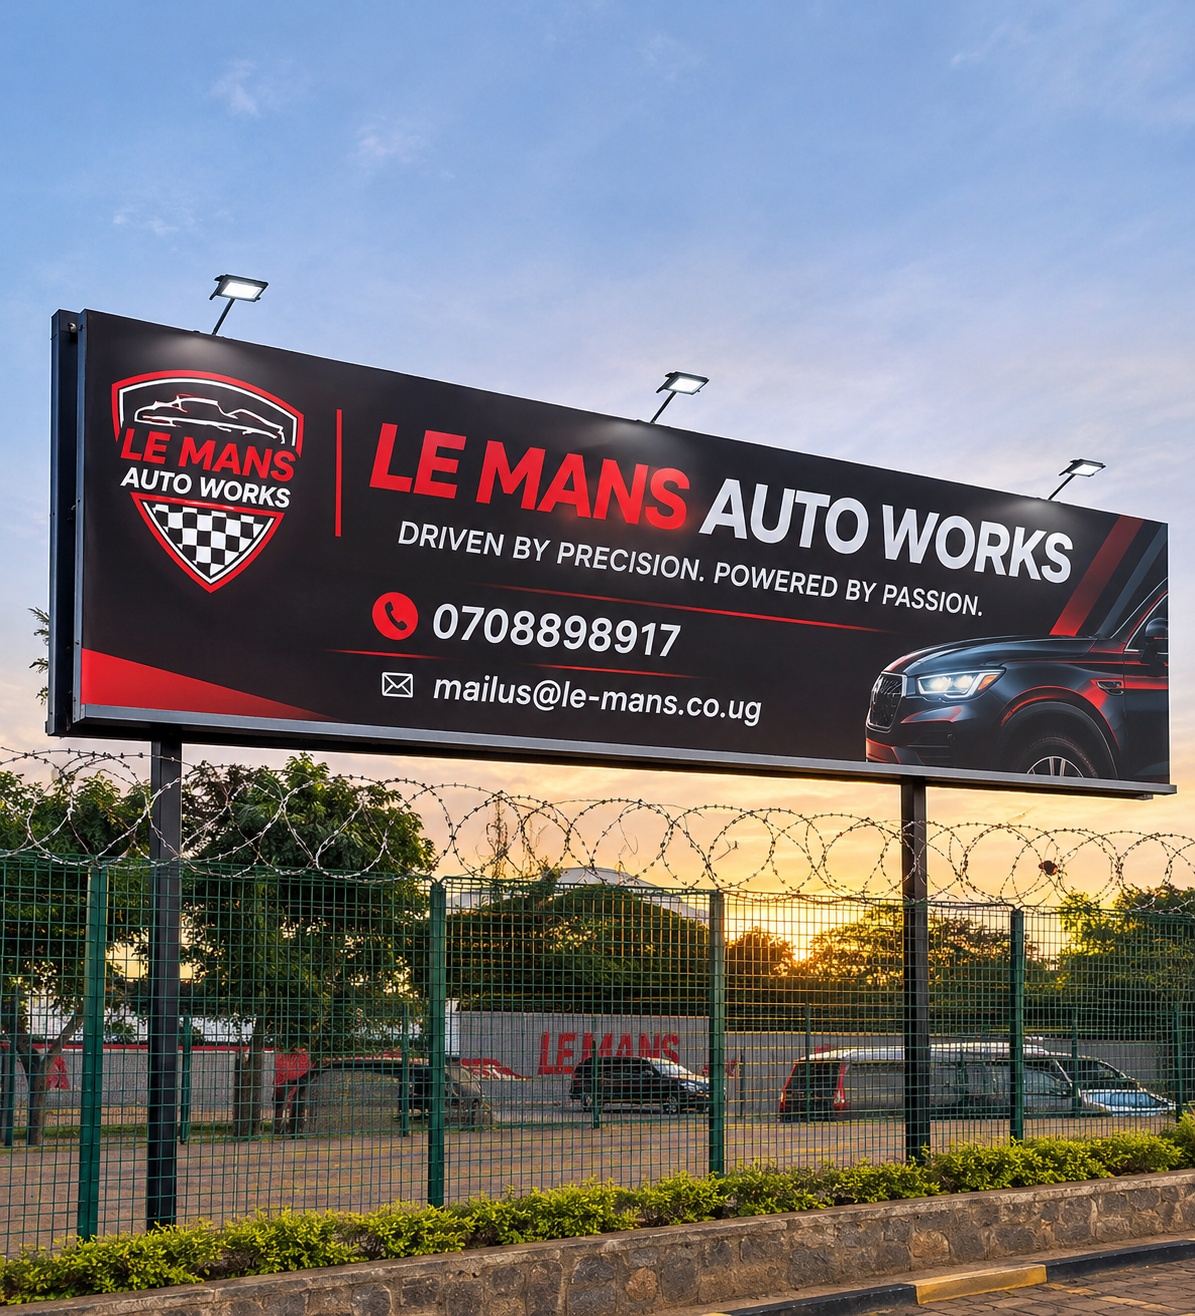 LE MANS
AUTO WORKS
LE MANS AUTO WORKS
DRIVEN BY PRECISION. POWERED BY PASSION.
0708898917
mailus@le-mans.co.ug
LE MANS